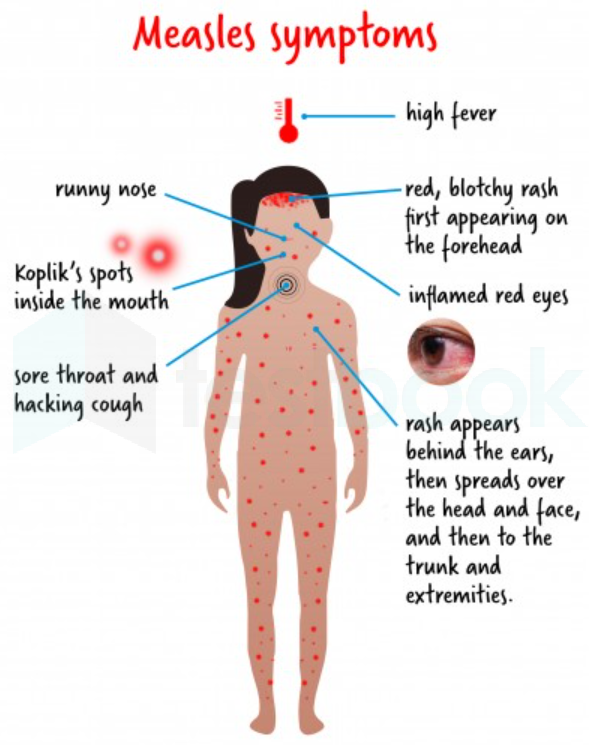 Measles symptoms
high fever
runny nose
red, blotchy rash
first appearing on
the forehead
Koplik's spots
inside the mouth
inflamed red eyes
sore throat and
hacking cough
rash appears
behind the ears,
then spreads over
the head and face,
and then to the
trunk and
extremities.
testbook